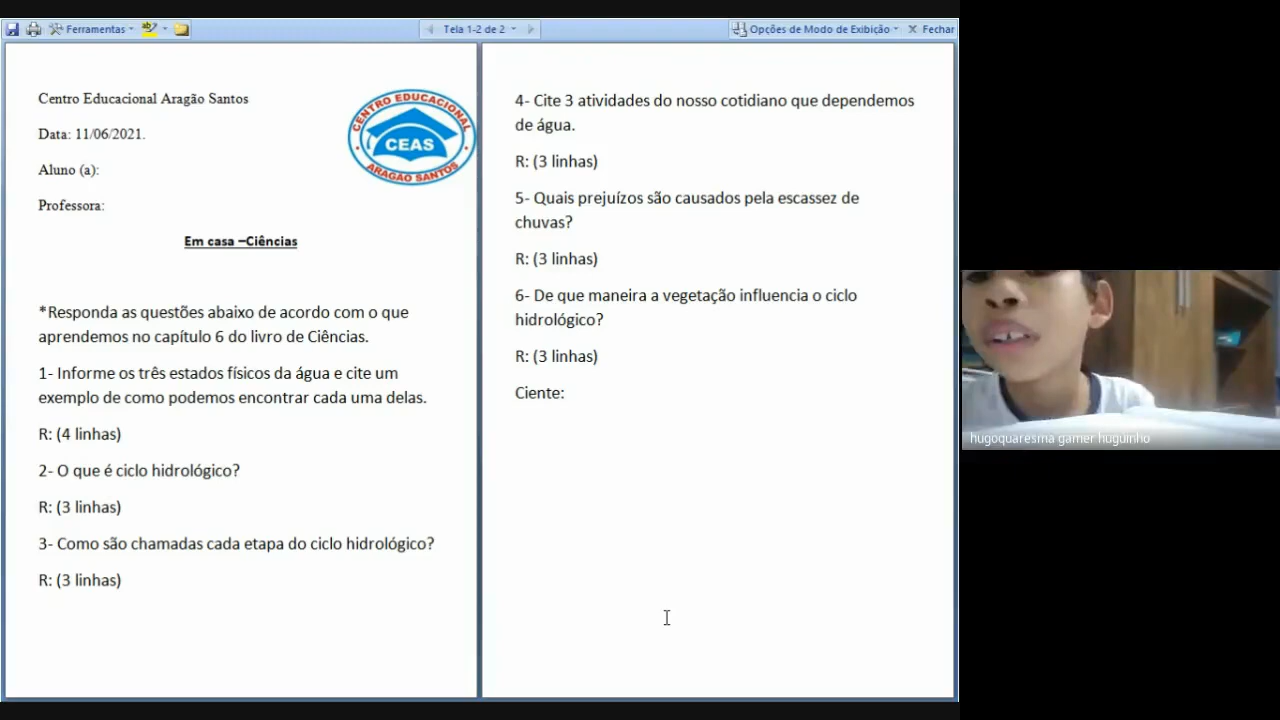 Ferramentas
Tela 1-2 de 2
Opções de Modo de Exibição
Fechar
Centro Educacional Aragão Santos
Data: 11/06/2021.
Aluno (a):
Professora:
CENTRO EDUCACIONAL
CEAS
ARAGÃO SANTOS
Em casa –Ciências
*Responda as questões abaixo de acordo com o que
aprendemos no capítulo 6 do livro de Ciências.
1- Informe os três estados físicos da água e cite um
exemplo de como podemos encontrar cada uma delas.
R: (4 linhas)
2- O que é ciclo hidrológico?
R: (3 linhas)
3- Como são chamadas cada etapa do ciclo hidrológico?
R: (3 linhas)
4- Cite 3 atividades do nosso cotidiano que dependemos
de água.
R: (3 linhas)
5- Quais prejuízos são causados pela escassez de
chuvas?
R: (3 linhas)
6- De que maneira a vegetação influencia o ciclo
hidrológico?
R: (3 linhas)
Ciente:
hugoquaresma gamer huguinho